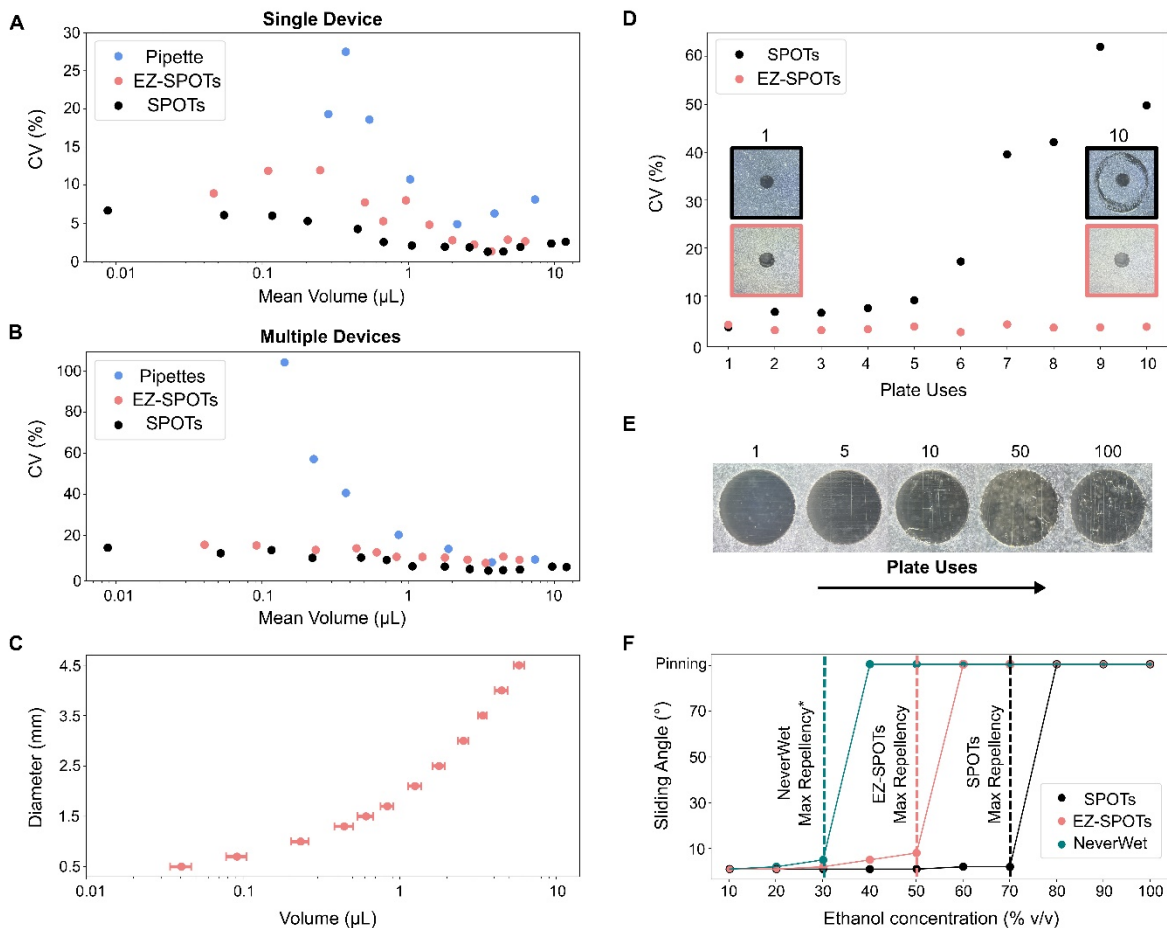 A
Single Device
30
25
20
15
10
5
0
CV (%)
Pipette
EZ-SPOTs
SPOTs
0.01
0.1
1
10
Mean Volume (µL)
B
Multiple Devices
100
80
60
40
20
0
CV (%)
Pipettes
EZ-SPOTs
SPOTs
0.01
0.1
1
10
Mean Volume (µL)
C
4.5
3.5
2.5
1.5
0.5
Diameter (mm)
0.01
0.1
1
10
Volume (µL)
D
60
50
40
30
20
10
0
CV (%)
SPOTs
EZ-SPOTs
1
10
1 2 3 4 5 6 7 8 9 10
Plate Uses
E
1 5 10 50 100
Plate Uses
F
Pinning
70
50
30
10
Sliding Angle (°)
NeverWet
Max Repellency*
EZ-SPOTs
Max Repellency
SPOTs
Max Repellency
SPOTs
EZ-SPOTs
NeverWet
10 20 30 40 50 60 70 80 90 100
Ethanol concentration (% v/v)